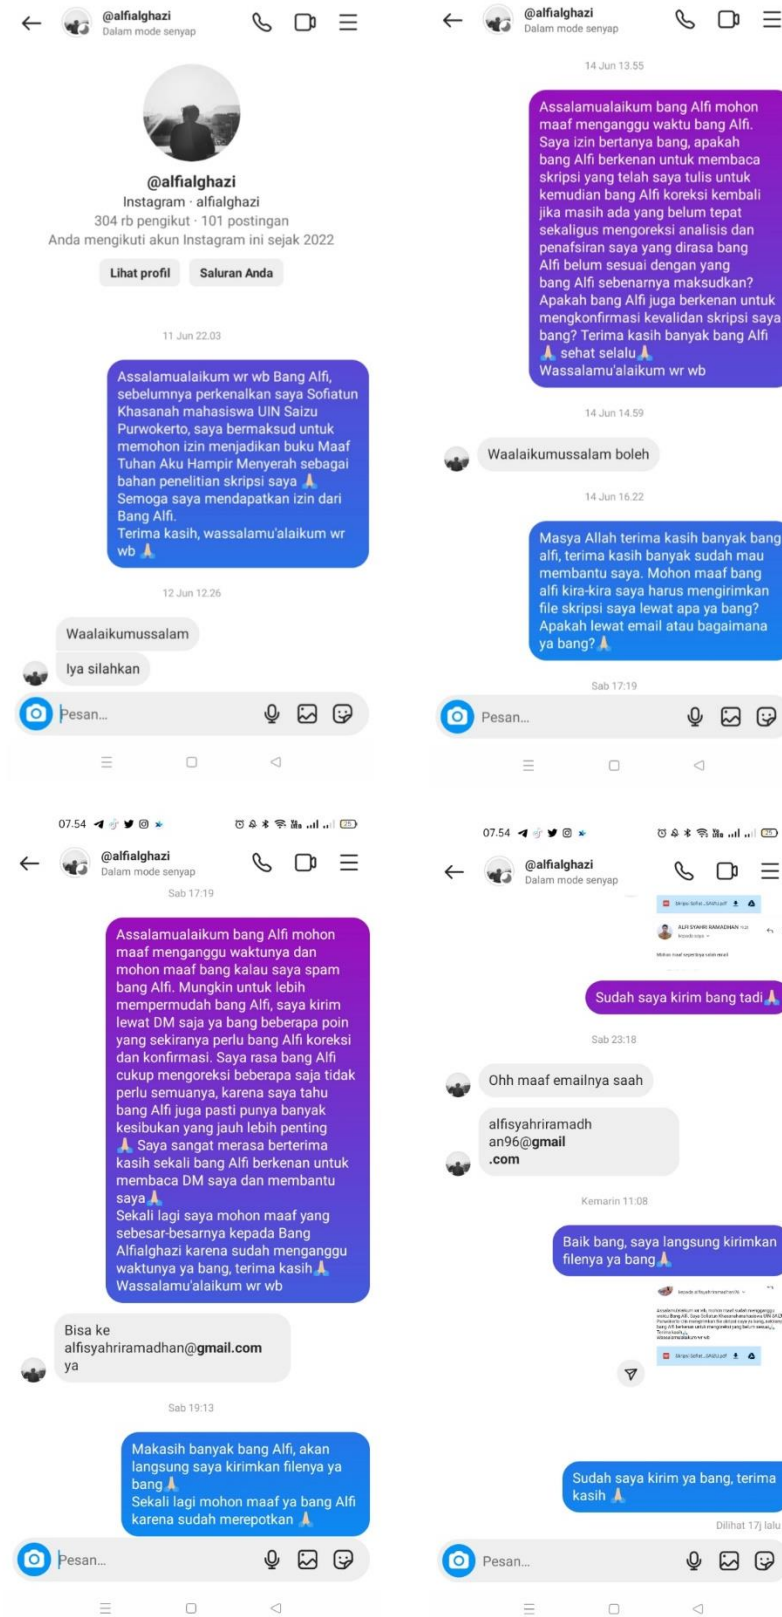 @alfialghazi
Dalam mode senyap
@alfialghazi
Instagram · alfialghazi
304 rb pengikut · 101 postingan
Anda mengikuti akun Instagram ini sejak 2022
Lihat profil
Saluran Anda
11 Jun 22.03
Assalamualaikum wr wb Bang Alfi,
sebelumnya perkenalkan saya Sofiatun
Khasanah mahasiswa UIN Saizu
Purwokerto, saya bermaksud untuk
memohon izin menjadikan buku Maaf
Tuhan Aku Hampir Menyerah sebagai
bahan penelitian skripsi saya 🙏🏻
Semoga saya mendapatkan izin dari
Bang Alfi.
Terima kasih, wassalamu'alaikum wr
wb 🙏🏻
12 Jun 12.26
Waalaikumussalam
Iya silahkan
Pesan...
@alfialghazi
Dalam mode senyap
14 Jun 13.55
Assalamualaikum bang Alfi mohon
maaf menganggu waktu bang Alfi.
Saya izin bertanya bang, apakah
bang Alfi berkenan untuk membaca
skripsi yang telah saya tulis untuk
kemudian bang Alfi koreksi kembali
jika masih ada yang belum tepat
sekaligus mengoreksi analisis dan
penafsiran saya yang dirasa bang
Alfi belum sesuai dengan yang
bang Alfi sebenarnya maksudkan?
Apakah bang Alfi juga berkenan untuk
mengkonfirmasi kevalidan skripsi saya
bang? Terima kasih banyak bang Alfi
🙏🏻 sehat selalu🙏🏻
Wassalamu'alaikum wr wb
14 Jun 14.59
Waalaikumussalam boleh
14 Jun 16.22
Masya Allah terima kasih banyak bang
alfi, terima kasih banyak sudah mau
membantu saya. Mohon maaf bang
alfi kira-kira saya harus mengirimkan
file skripsi saya lewat apa ya bang?
Apakah lewat email atau bagaimana
ya bang?🙏🏻
Sab 17:19
Pesan...
07.54
25
@alfialghazi
Dalam mode senyap
Sab 17:19
Assalamualaikum bang Alfi mohon
maaf menganggu waktunya dan
mohon maaf bang kalau saya spam
bang Alfi. Mungkin untuk lebih
mempermudah bang Alfi, saya kirim
lewat DM saja ya bang beberapa poin
yang sekiranya perlu bang Alfi koreksi
dan konfirmasi. Saya rasa bang Alfi
cukup mengoreksi beberapa saja tidak
perlu semuanya, karena saya tahu
bang Alfi juga pasti punya banyak
kesibukan yang jauh lebih penting
🙏🏻 Saya sangat merasa berterima
kasih sekali bang Alfi berkenan untuk
membaca DM saya dan membantu
saya🙏🏻
Sekali lagi saya mohon maaf yang
sebesar-besarnya kepada Bang
Alfialghazi karena sudah menganggu
waktunya ya bang, terima kasih🙏🏻
Wassalamu'alaikum wr wb
Bisa ke
alfisyahriramadhan@gmail.com
ya
Sab 19:13
Makasih banyak bang Alfi, akan
langsung saya kirimkan filenya ya
bang🙏🏻
Sekali lagi mohon maaf ya bang Alfi
karena sudah merepotkan 🙏🏻
Pesan...
07.54
25
@alfialghazi
Dalam mode senyap
ALFI SYAHR RAMADHAN
kepada saya
Mohon maaf sepertinya salah email
Sudah saya kirim bang tadi🙏🏻
Sab 23:18
Ohh maaf emailnya saah
alfisyahriramadh
an96@gmail
.com
Kemarin 11:08
Baik bang, saya langsung kirimkan
filenya ya bang🙏🏻
Sudah saya kirim ya bang, terima
kasih 🙏🏻
Dilihat 17j lalu
Pesan...